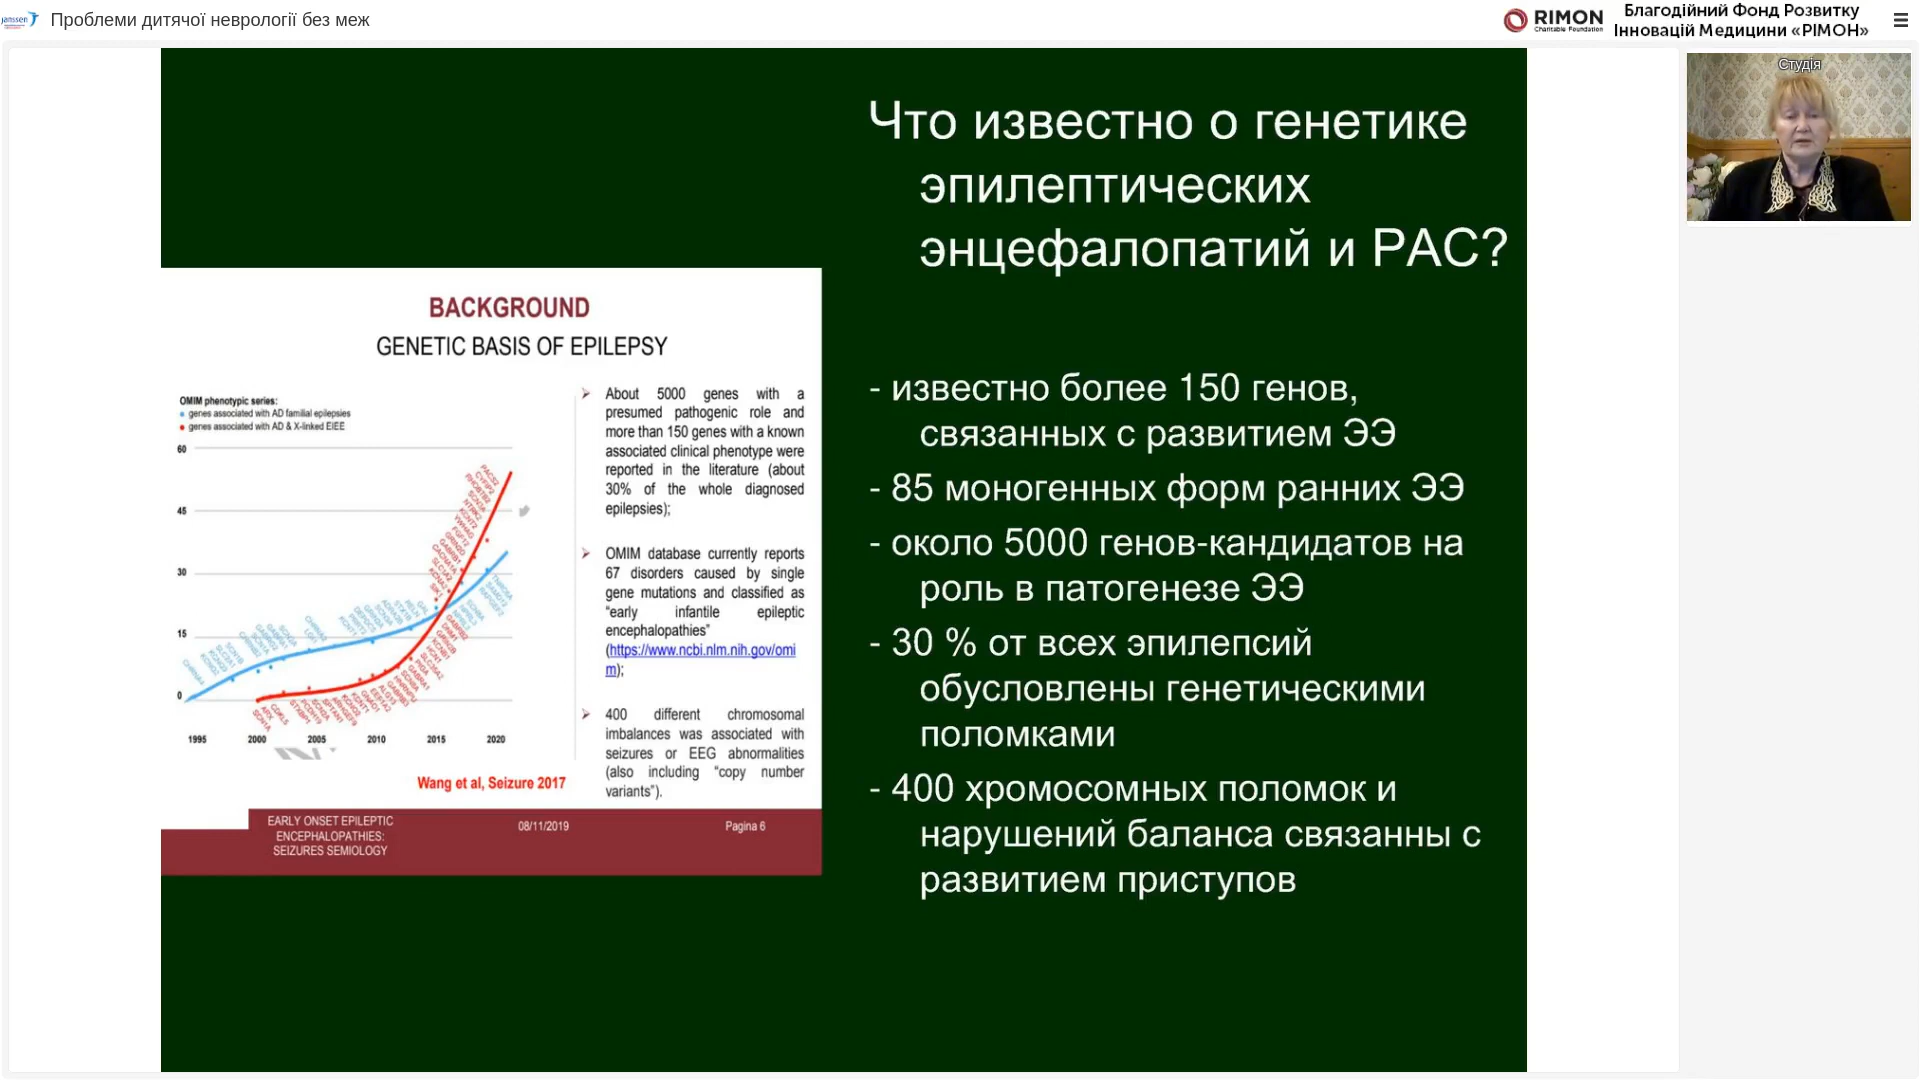 janssen
Проблеми дитячої неврології без меж
RIMON
Charitable Foundation
Благодійний Фонд Розвитку
Інновацій Медицини «РІМОН»
Студія
Что известно о генетике
эпилептических
энцефалопатий и РАС?
- известно более 150 генов,
связанных с развитием ЭЭ
- 85 моногенных форм ранних ЭЭ
- около 5000 генов-кандидатов на
роль в патогенезе ЭЭ
- 30 % от всех эпилепсий
обусловлены генетическими
поломками
- 400 хромосомных поломок и
нарушений баланса связанны с
развитием приступов
BACKGROUND
GENETIC BASIS OF EPILEPSY
OMIM phenotypic series:
genes associated with AD familial epilepsies
genes associated with AD & X-linked EIEE
60
45
30
15
0
1995 2000 2005 2010 2015 2020
PACS2
CYFIP2
Wang et al, Seizure 2017
About 5000 genes with a
presumed pathogenic role and
more than 150 genes with a known
associated clinical phenotype were
reported in the literature (about
30% of the whole diagnosed
epilepsies);
OMIM database currently reports
67 disorders caused by single
gene mutations and classified as
“early infantile epileptic
encephalopathies”
(https://www.ncbi.nlm.nih.gov/omi
m);
400 different chromosomal
imbalances was associated with
seizures or EEG abnormalities
(also including “copy number
variants”).
EARLY ONSET EPILEPTIC
ENCEPHALOPATHIES:
SEIZURES SEMIOLOGY
08/11/2019
Pagina 6